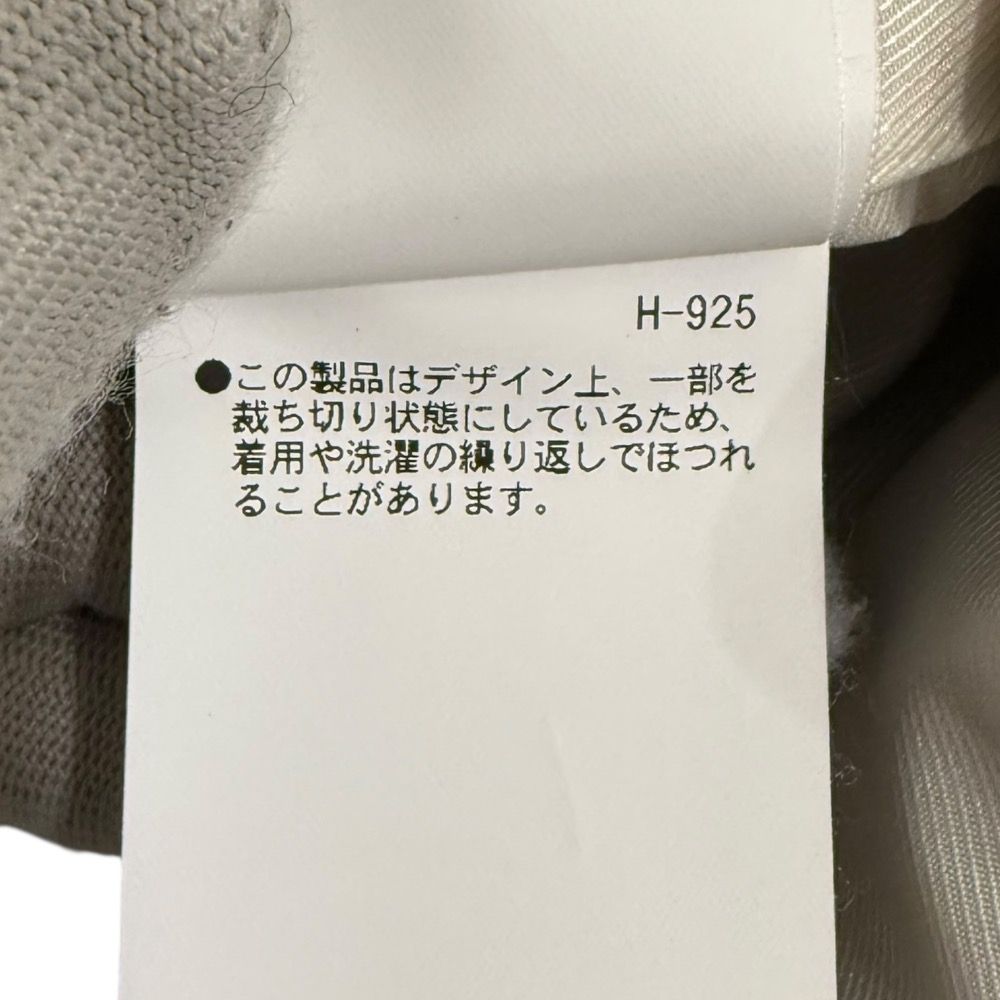 H-925
●この製品はデザイン上、一部を
裁ち切り状態にしているため、
着用や洗濯の繰り返しでほつれ
ることがあります。